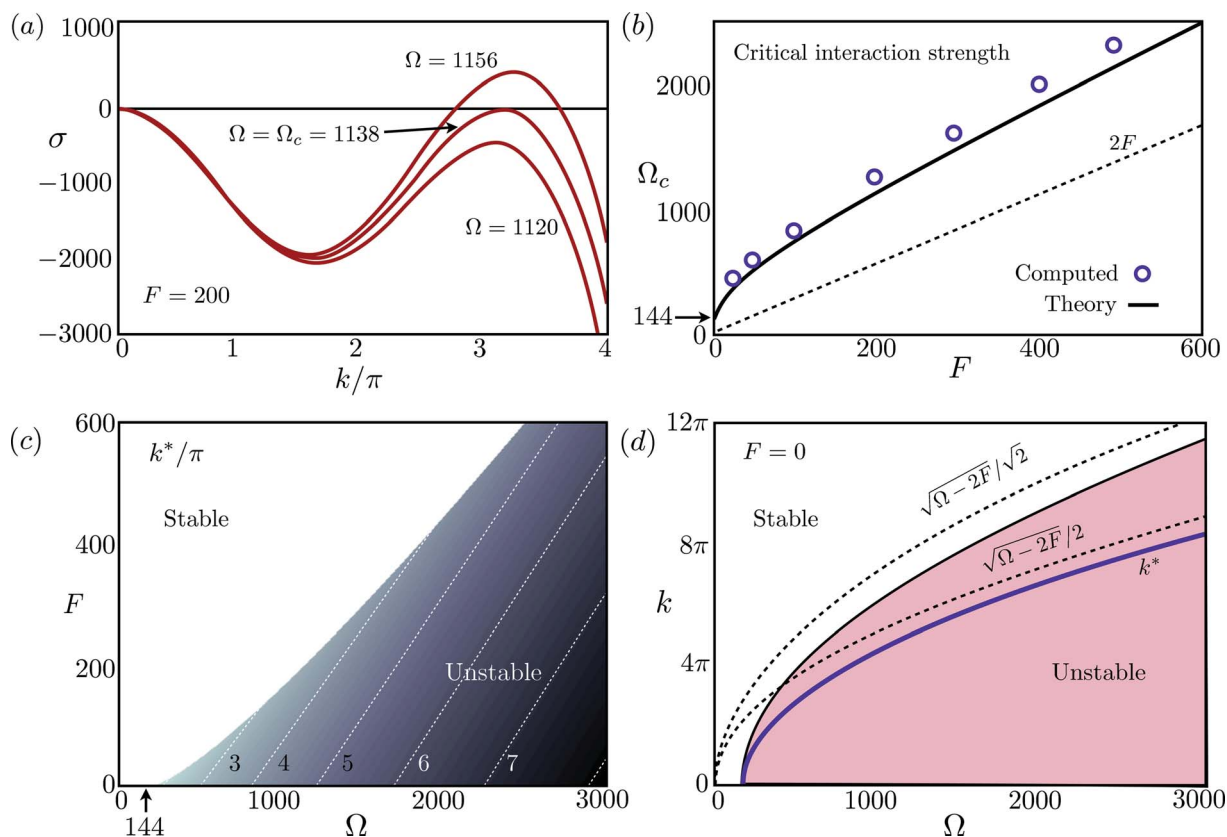 (a)
1000
0
σ
−1000
−2000
−3000
Ω = 1156
Ω = Ω_c = 1138
Ω = 1120
F = 200
0 1 2 3 4
k/π
(b)
Critical interaction strength
2000
Ω_c
1000
144
0
2F
Computed
Theory
0 200 400 600
F
(c)
600
400
F
200
0
k*/π
Stable
Unstable
3 4 5 6 7
0 1000 2000 3000
144
Ω
(d)
12π
8π
k
4π
0
F = 0
Stable
√Ω − 2F/√2
√Ω − 2F/2
k*
Unstable
0 1000 2000 3000
Ω